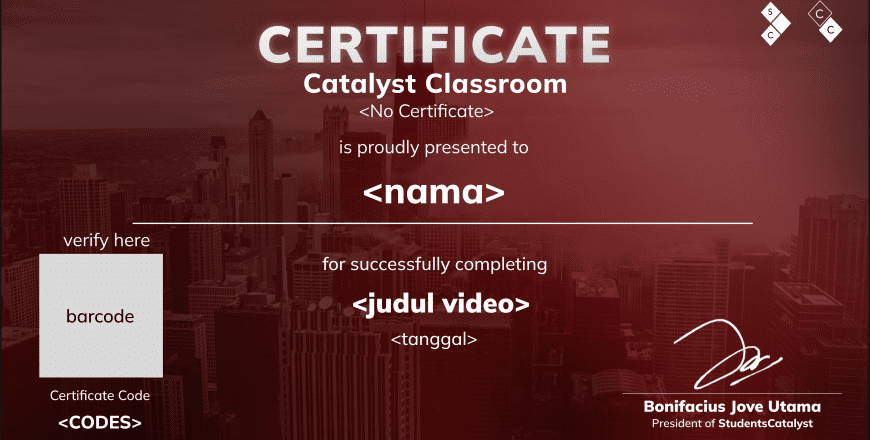 S
C
C
C
CERTIFICATE
Catalyst Classroom
<No Certificate>
is proudly presented to
<nama>
verify here
barcode
Certificate Code
<CODES>
for successfully completing
<judul video>
<tanggal>
Bonifacius Jove Utama
President of StudentsCatalyst